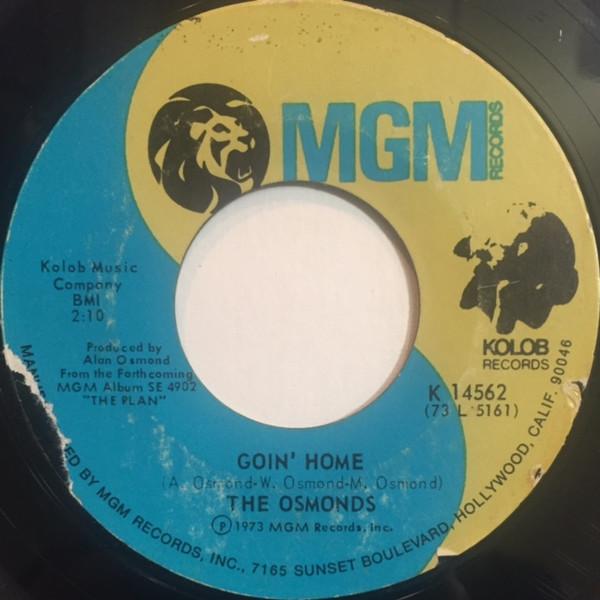 MGM
RECORDS
KOLOB
RECORDS
Kolob Music
Company
BMI
2:10
Produced by
Alan Osmond
From the Forthcoming
MGM Album SE 4902
"THE PLAN"
K 14562
(73 L 5161)
GOIN' HOME
(A. Osmond-W. Osmond-M. Osmond)
THE OSMONDS
Ⓟ 1973 MGM Records, Inc.
BY MGM RECORDS, INC., 7165 SUNSET BOULEVARD, HOLLYWOOD, CALIF. 90046